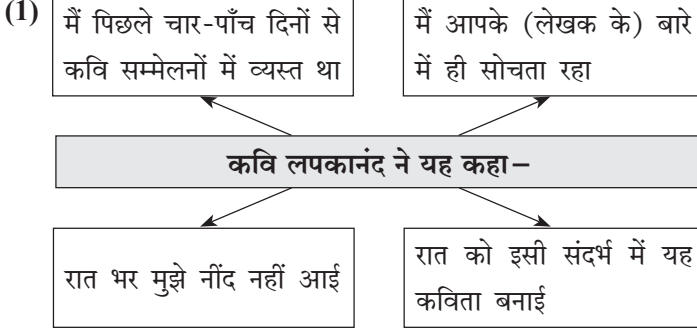 (1)
मैं पिछले चार-पाँच दिनों से
कवि सम्मेलनों में व्यस्त था
मैं आपके (लेखक के) बारे
में ही सोचता रहा
कवि लपकानंद ने यह कहा–
रात भर मुझे नींद नहीं आई
रात को इसी संदर्भ में यह
कविता बनाई